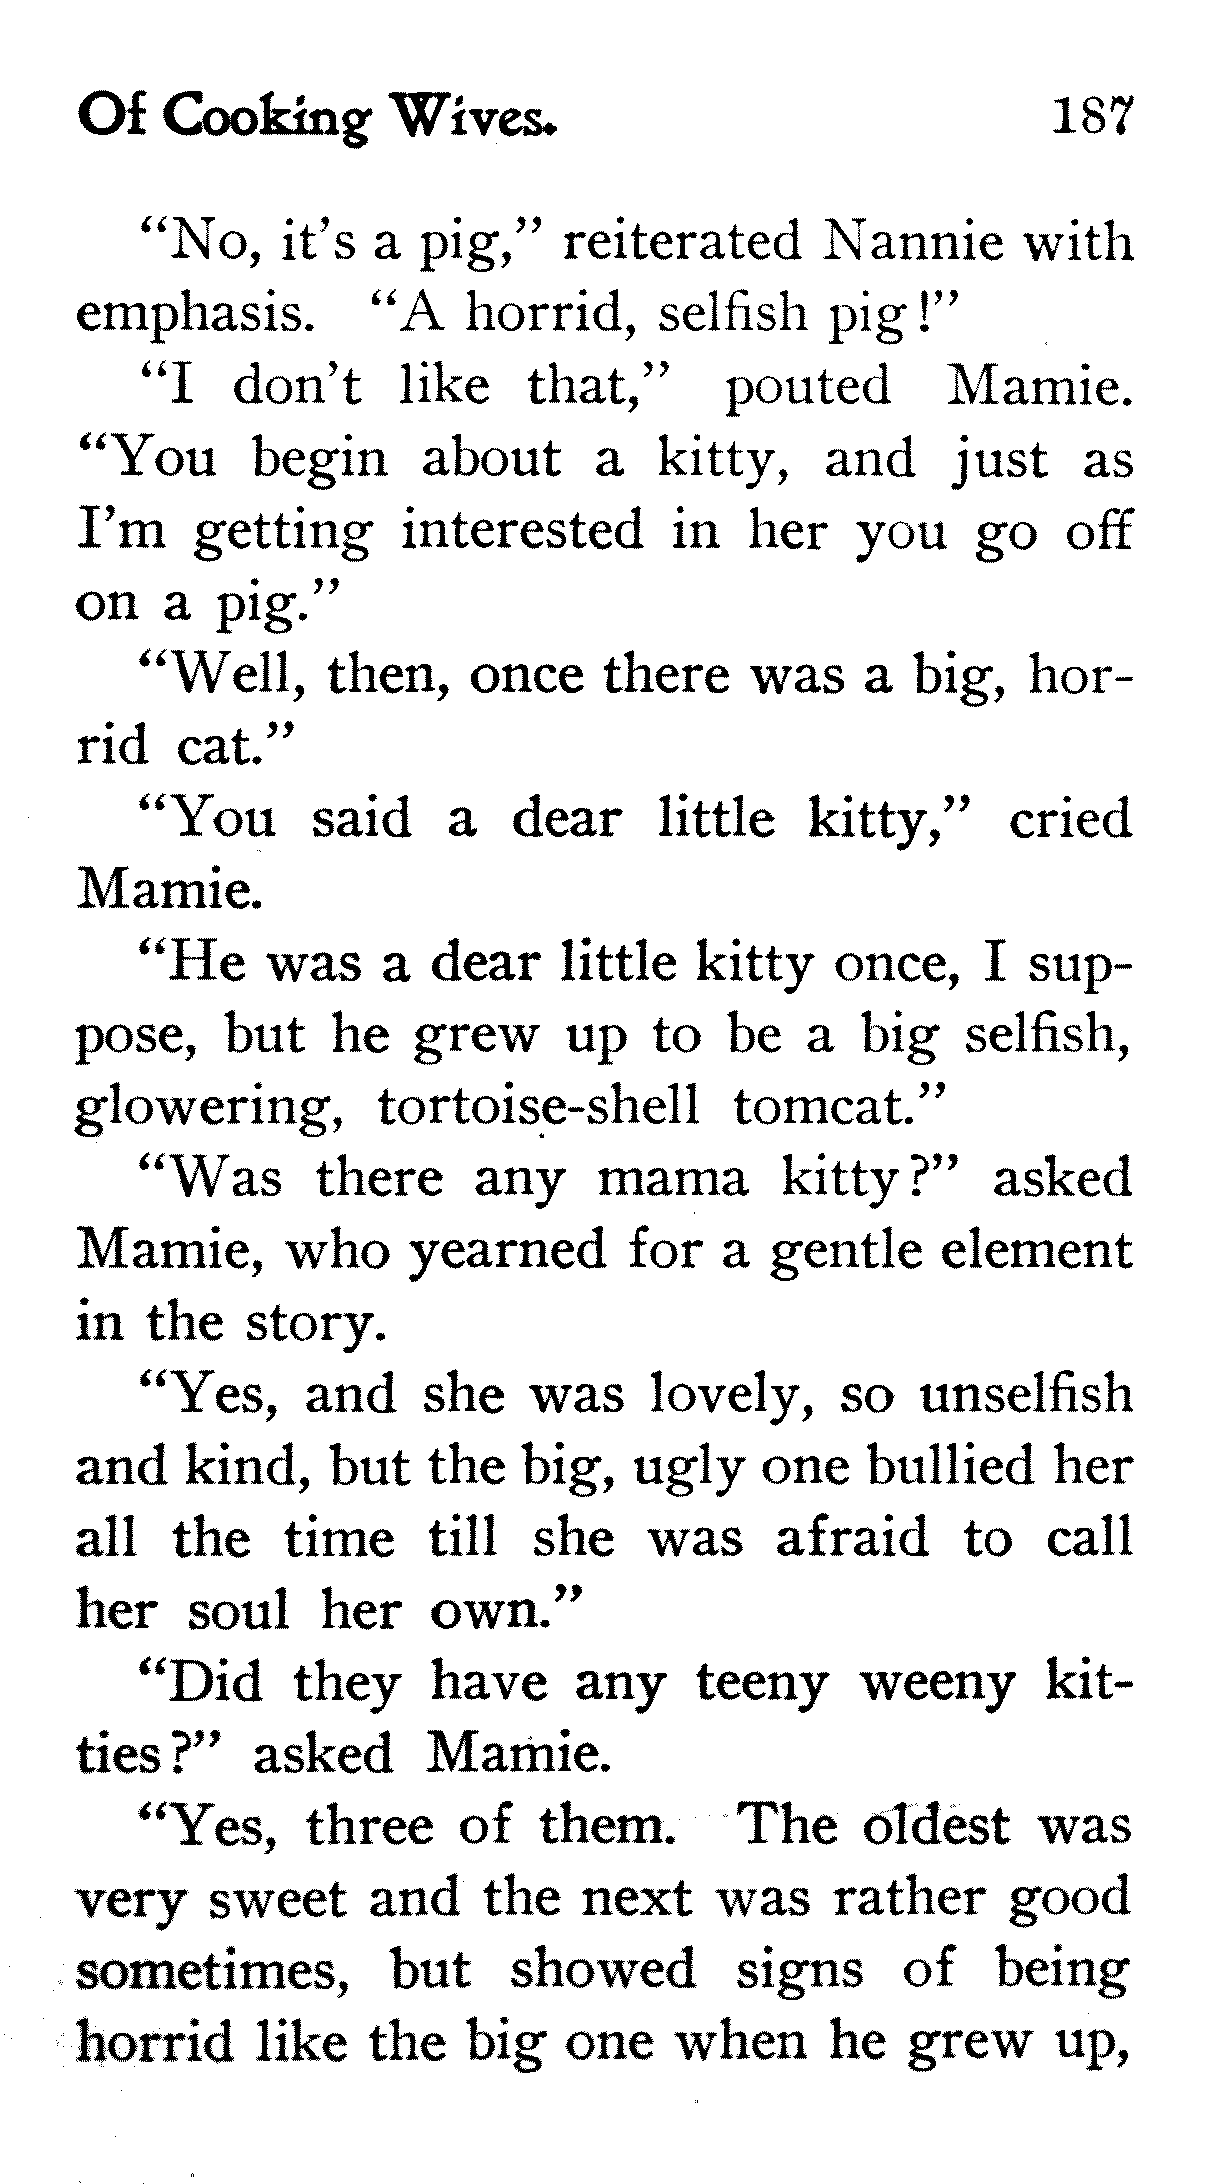 Of Cooking Wives. 187
“No, it’s a pig,” reiterated Nannie with
emphasis. “A horrid, selfish pig!”
“I don’t like that,” pouted Mamie.
“You begin about a kitty, and just as
I’m getting interested in her you go off
on a pig.”
“Well, then, once there was a big, hor-
rid cat.”
“You said a dear little kitty,” cried
Mamie.
“He was a dear little kitty once, I sup-
pose, but he grew up to be a big selfish,
glowering, tortoise-shell tomcat.”
“Was there any mama kitty?” asked
Mamie, who yearned for a gentle element
in the story.
“Yes, and she was lovely, so unselfish
and kind, but the big, ugly one bullied her
all the time till she was afraid to call
her soul her own.”
“Did they have any teeny weeny kit-
ties?” asked Mamie.
“Yes, three of them. The oldest was
very sweet and the next was rather good
sometimes, but showed signs of being
horrid like the big one when he grew up,